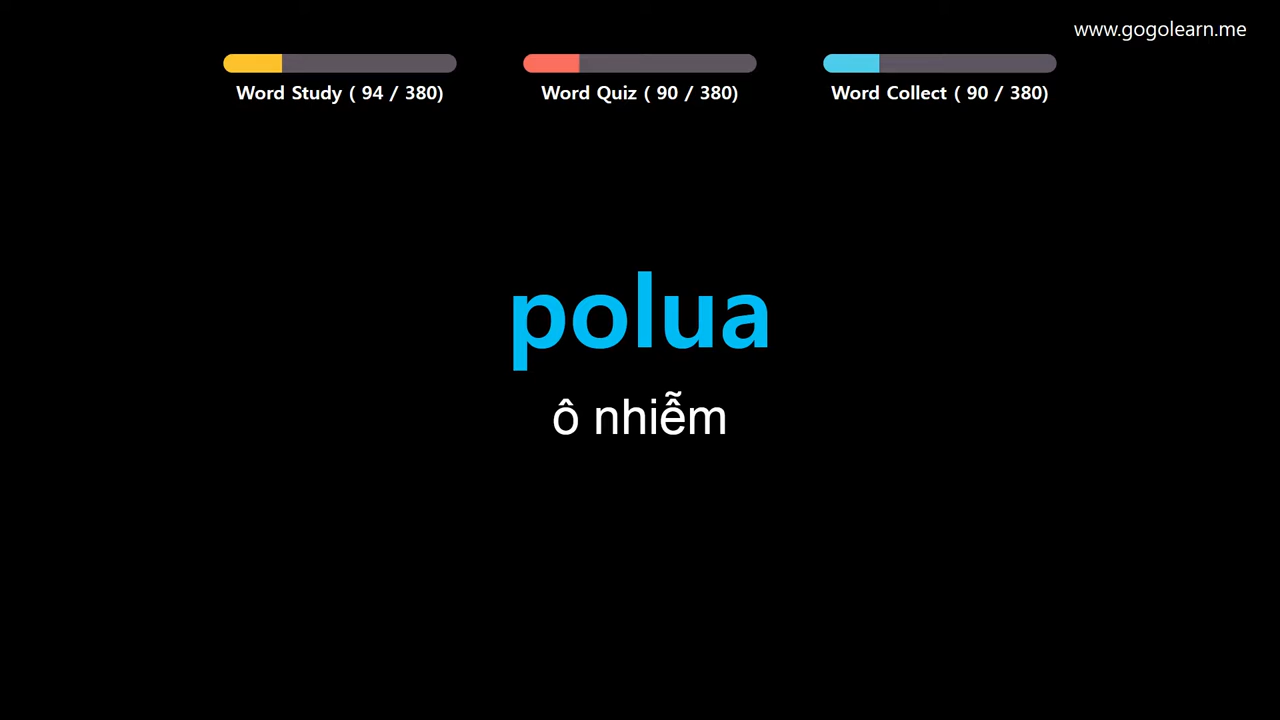 www.gogolearn.me
Word Study ( 94 / 380)
Word Quiz ( 90 / 380)
Word Collect ( 90 / 380)
polua
ô nhiễm